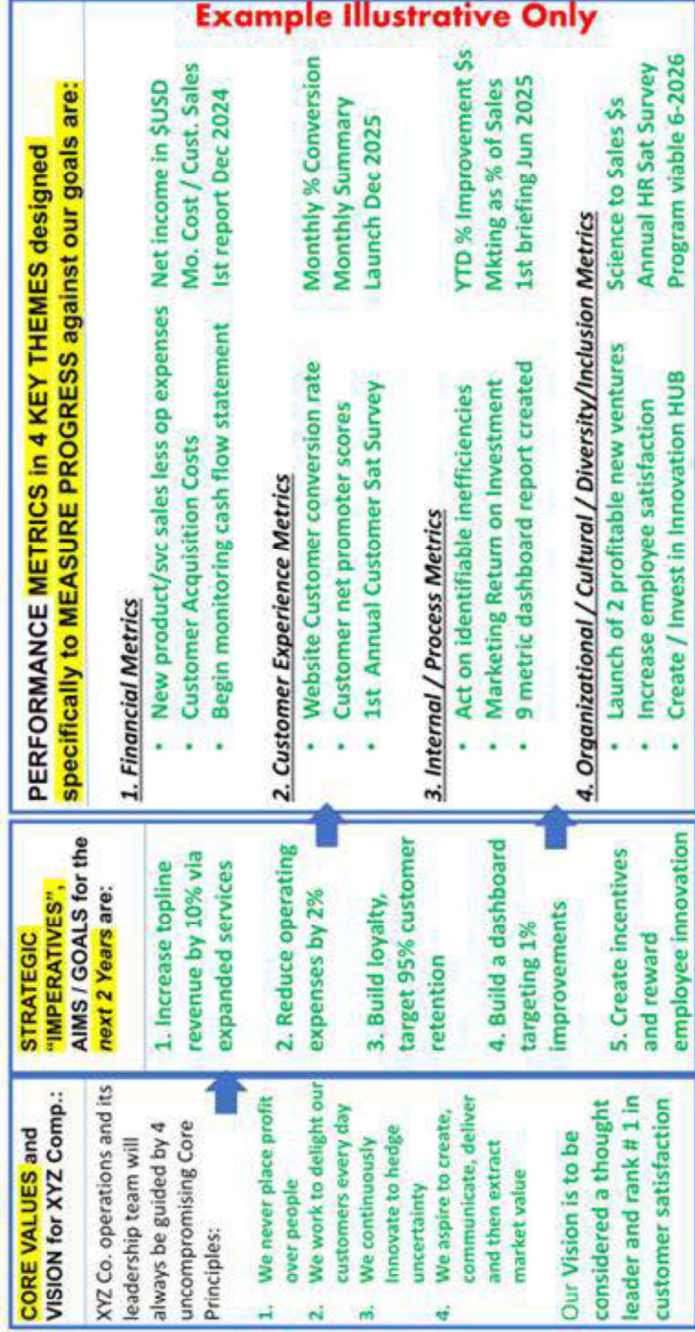 Example Illustrative Only
CORE VALUES and
VISION for XYZ Comp.:
XYZ Co. operations and its
leadership team will
always be guided by 4
uncompromising Core
Principles:
1. We never place profit
over people
2. We work to delight our
customers every day
3. We continuously
Innovate to hedge
uncertainty
4. We aspire to create,
communicate, deliver
and then extract
market value
Our Vision is to be
considered a thought
leader and rank # 1 in
customer satisfaction
STRATEGIC
"IMPERATIVES",
AIMS / GOALS for the
next 2 Years are:
1. Increase topline
revenue by 10% via
expanded services
2. Reduce operating
expenses by 2%
3. Build loyalty,
target 95% customer
retention
4. Build a dashboard
targeting 1%
improvements
5. Create incentives
and reward
employee innovation
PERFORMANCE METRICS in 4 KEY THEMES designed
specifically to MEASURE PROGRESS against our goals are:
1. Financial Metrics
• New product/svc sales less op expenses Net income in $USD
• Customer Acquisition Costs Mo. Cost / Cust. Sales
• Begin monitoring cash flow statement Ist report Dec 2024
2. Customer Experience Metrics
• Website Customer conversion rate Monthly % Conversion
• Customer net promoter scores Monthly Summary
• 1st Annual Customer Sat Survey Launch Dec 2025
3. Internal / Process Metrics
• Act on identifiable inefficiencies YTD % Improvement $s
• Marketing Return on Investment Mkting as % of Sales
• 9 metric dashboard report created 1st briefing Jun 2025
4. Organizational / Cultural / Diversity/Inclusion Metrics
• Launch of 2 profitable new ventures Science to Sales $s
• Increase employee satisfaction Annual HR Sat Survey
• Create / Invest in Innovation HUB Program viable 6-2026